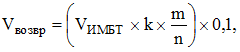 Vвозвр = (VИМБТ × k × m/n) × 0,1,